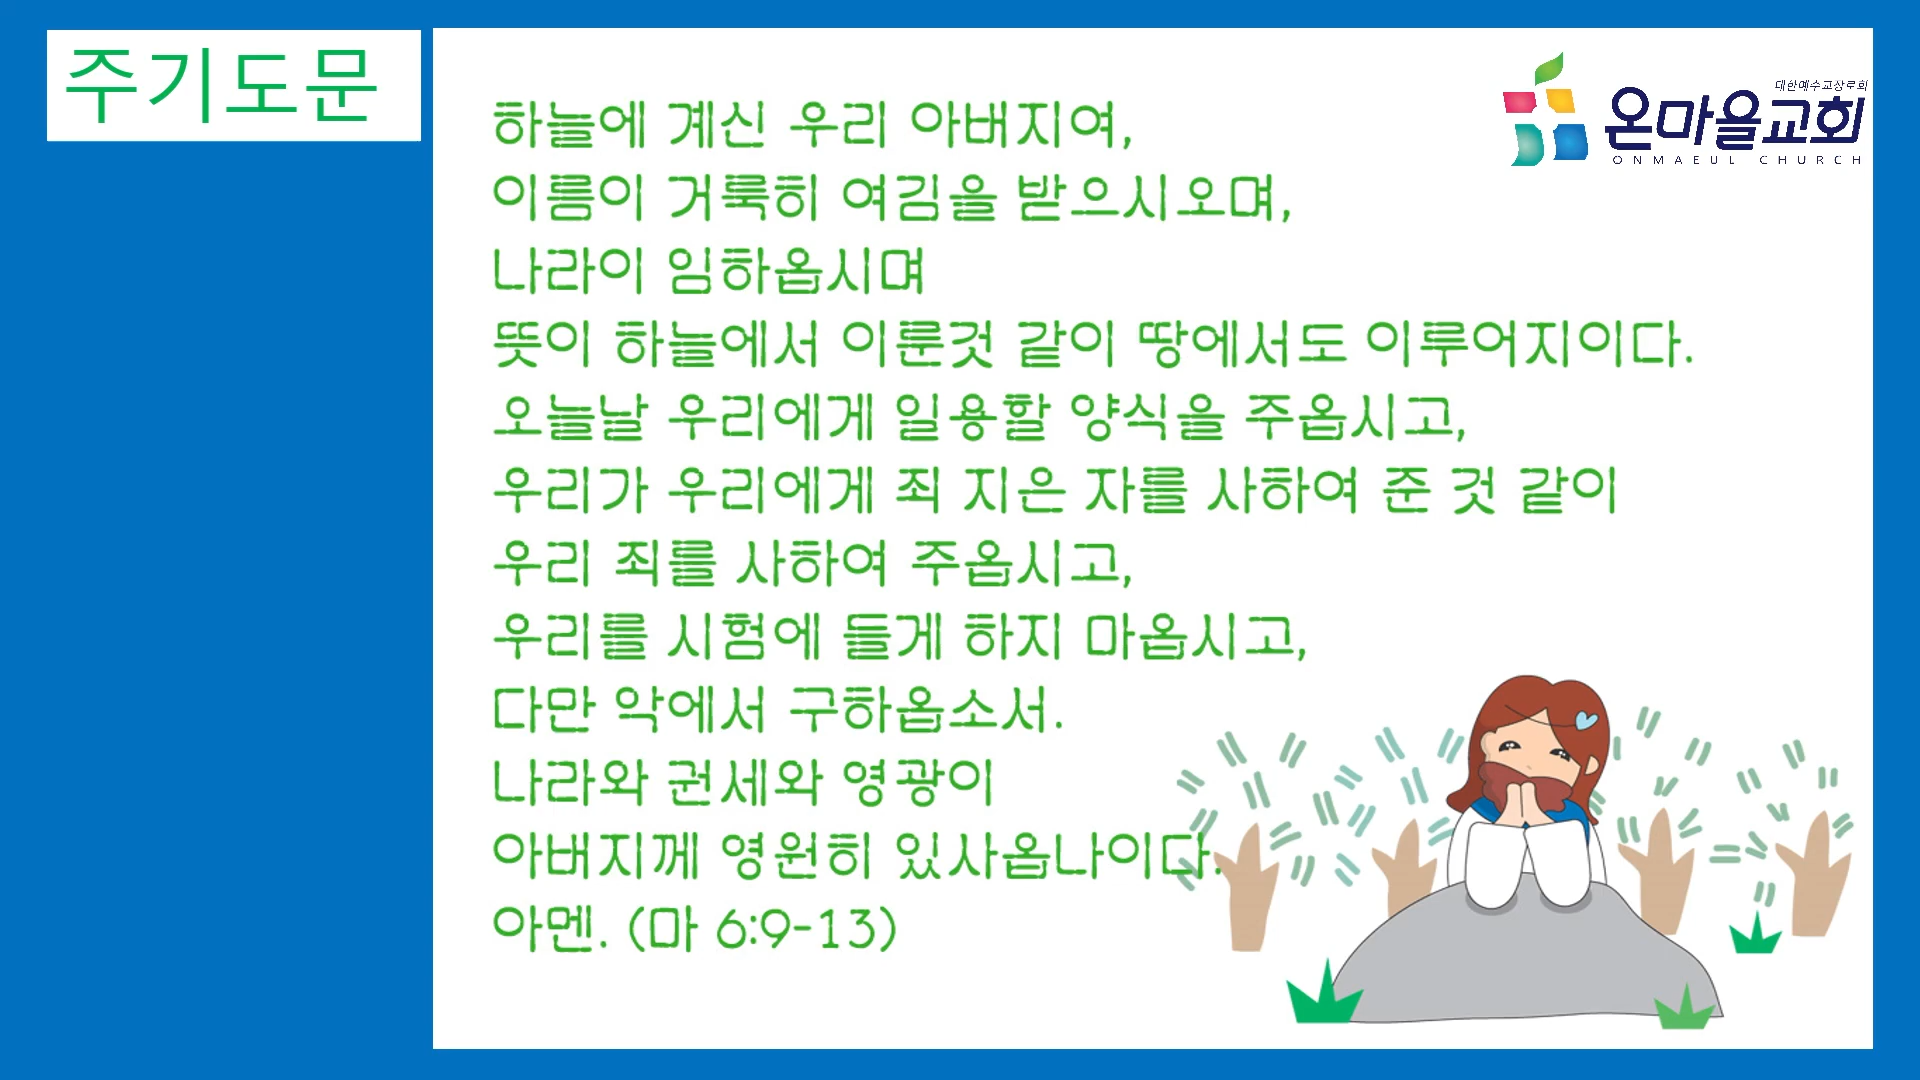 주기도문
대한예수교장로회
온마을교회
ONMAEUL CHURCH
하늘에 계신 우리 아버지여,
이름이 거룩히 여김을 받으시오며,
나라이 임하옵시며
뜻이 하늘에서 이룬것 같이 땅에서도 이루어지이다.
오늘날 우리에게 일용할 양식을 주옵시고,
우리가 우리에게 죄 지은 자를 사하여 준 것 같이
우리 죄를 사하여 주옵시고,
우리를 시험에 들게 하지 마옵시고,
다만 악에서 구하옵소서.
나라와 권세와 영광이
아버지께 영원히 있사옵나이다.
아멘. (마 6:9-13)